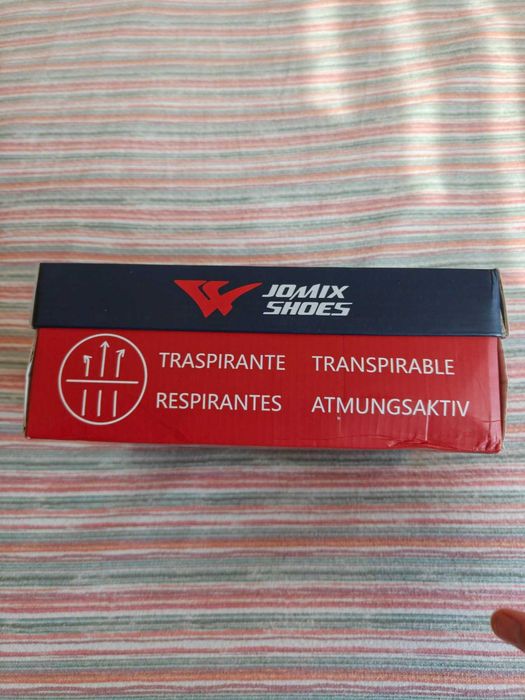 JOMIX
SHOES
TRASPIRANTE TRANSPIRABLE
RESPIRANTES ATMUNGSAKTIV